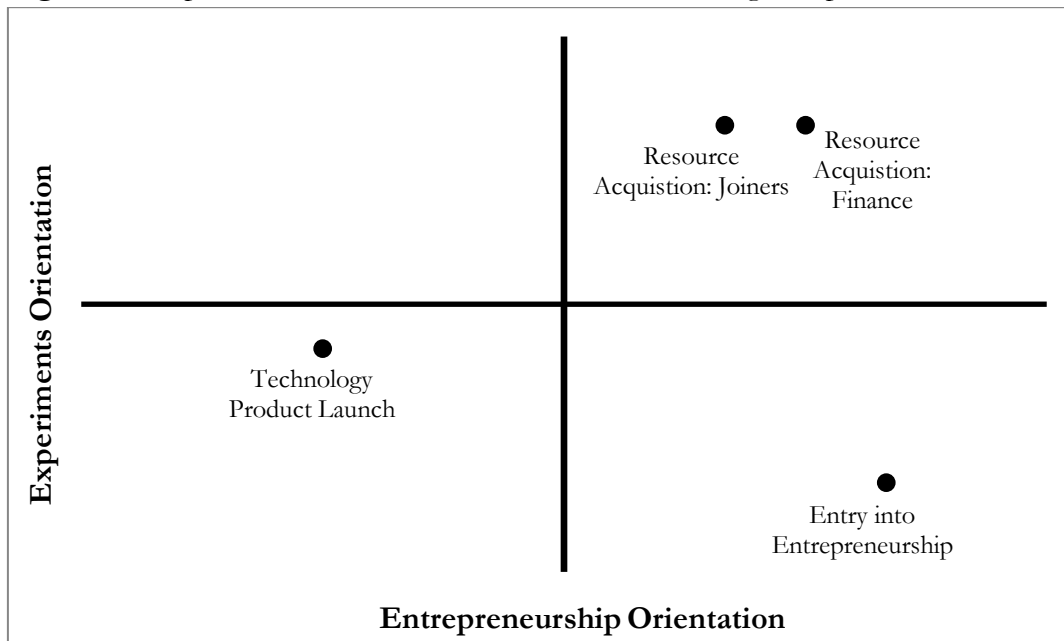 Resource
Acquistion: Joiners
Resource
Acquistion:
Finance
Experiments Orientation
Technology
Product Launch
Entry into
Entrepreneurship
Entrepreneurship Orientation